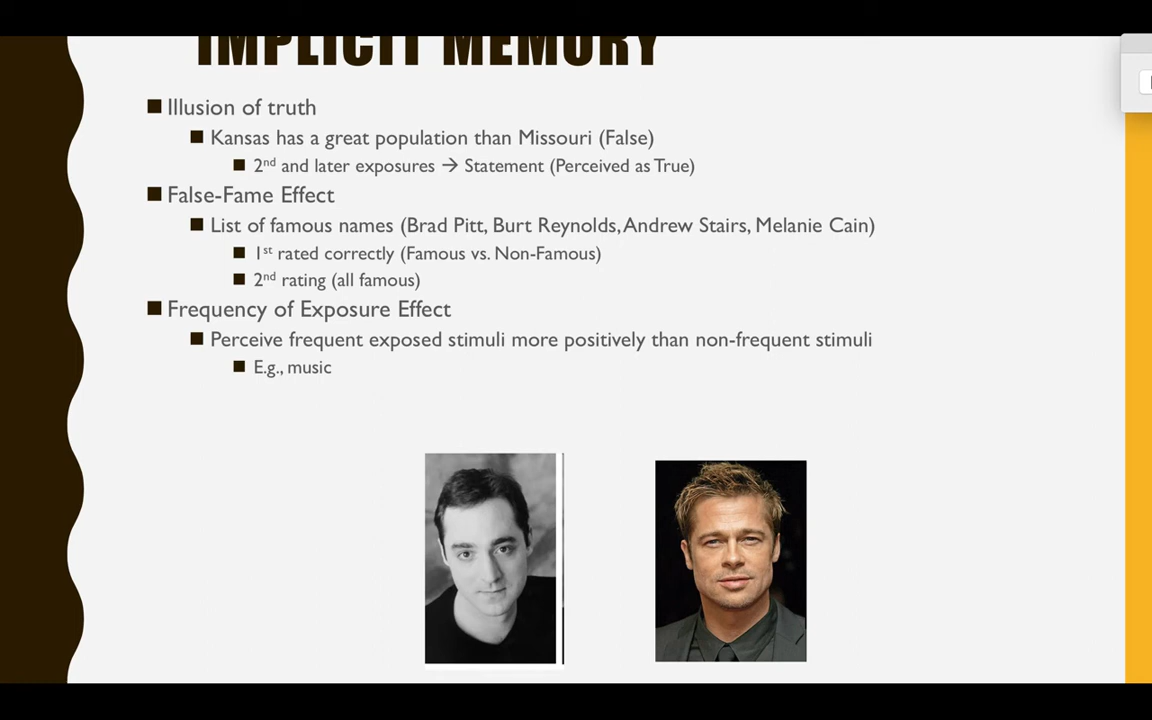 IMPLICIT MEMORY
Illusion of truth
Kansas has a great population than Missouri (False)
2nd and later exposures → Statement (Perceived as True)
False-Fame Effect
List of famous names (Brad Pitt, Burt Reynolds, Andrew Stairs, Melanie Cain)
1st rated correctly (Famous vs. Non-Famous)
2nd rating (all famous)
Frequency of Exposure Effect
Perceive frequent exposed stimuli more positively than non-frequent stimuli
E.g., music